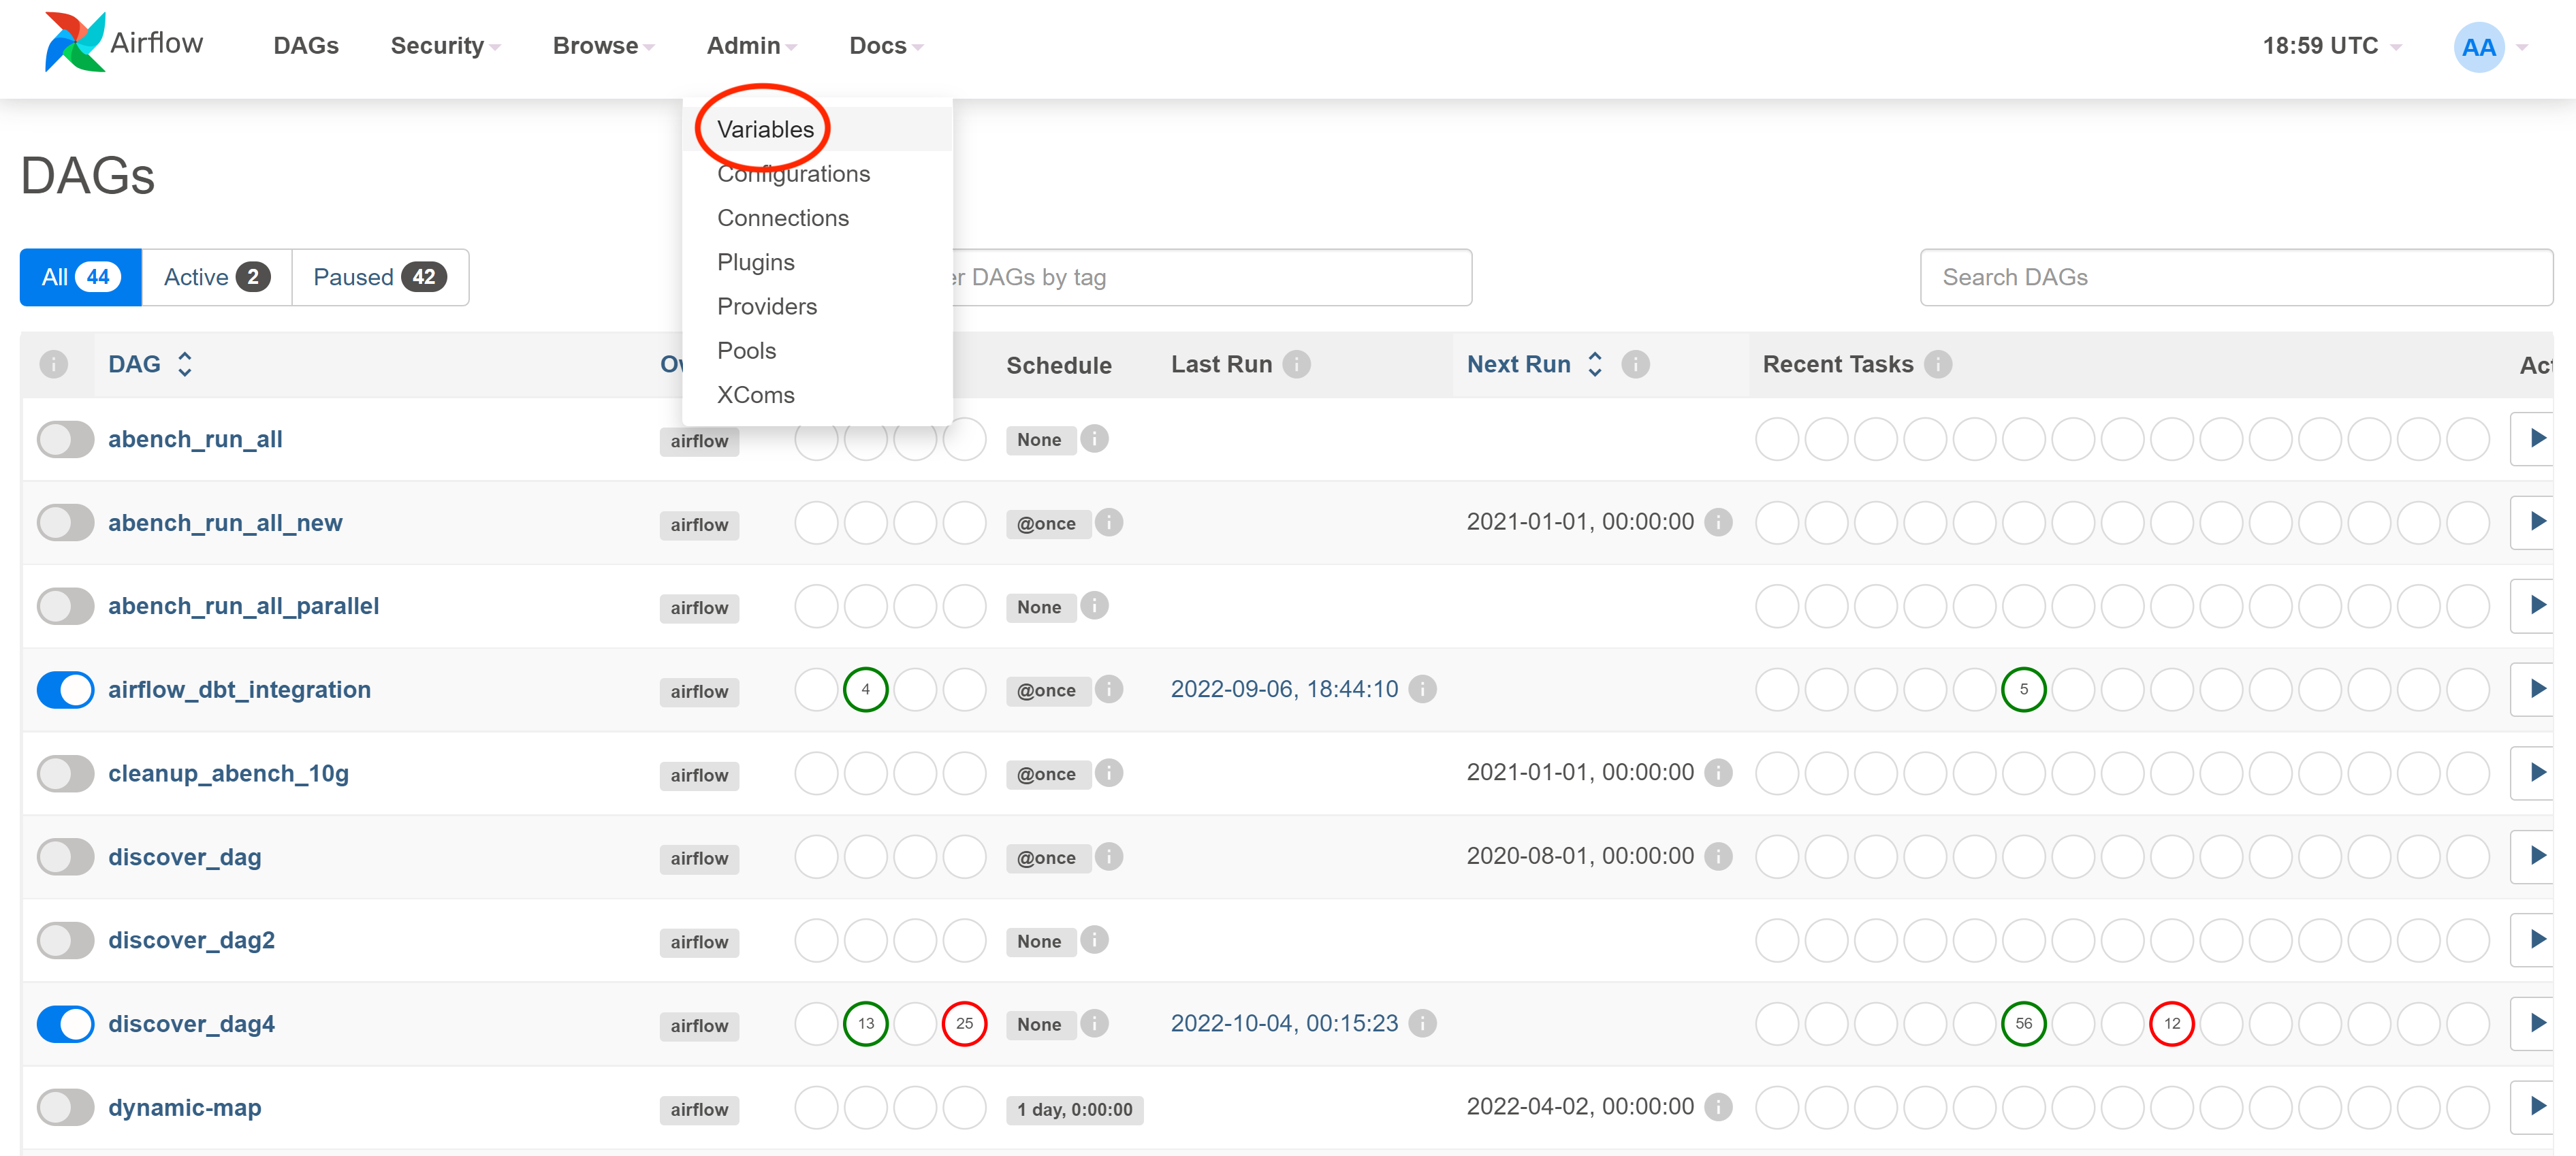 Airflow DAGs Security Browse Admin Docs 18:59 UTC AA
Variables
Configurations
Connections
Plugins
Providers
Pools
XComs
DAGs
All 44 Active 2 Paused 42 DAGs by tag Search DAGs
DAG Schedule Last Run Next Run Recent Tasks
abench_run_all airflow None
abench_run_all_new airflow @once 2021-01-01, 00:00:00
abench_run_all_parallel airflow None
airflow_dbt_integration airflow 4 @once 2022-09-06, 18:44:10 5
cleanup_abench_10g airflow @once 2021-01-01, 00:00:00
discover_dag airflow @once 2020-08-01, 00:00:00
discover_dag2 airflow None
discover_dag4 airflow 13 25 None 2022-10-04, 00:15:23 56 12
dynamic-map airflow 1 day, 0:00:00 2022-04-02, 00:00:00